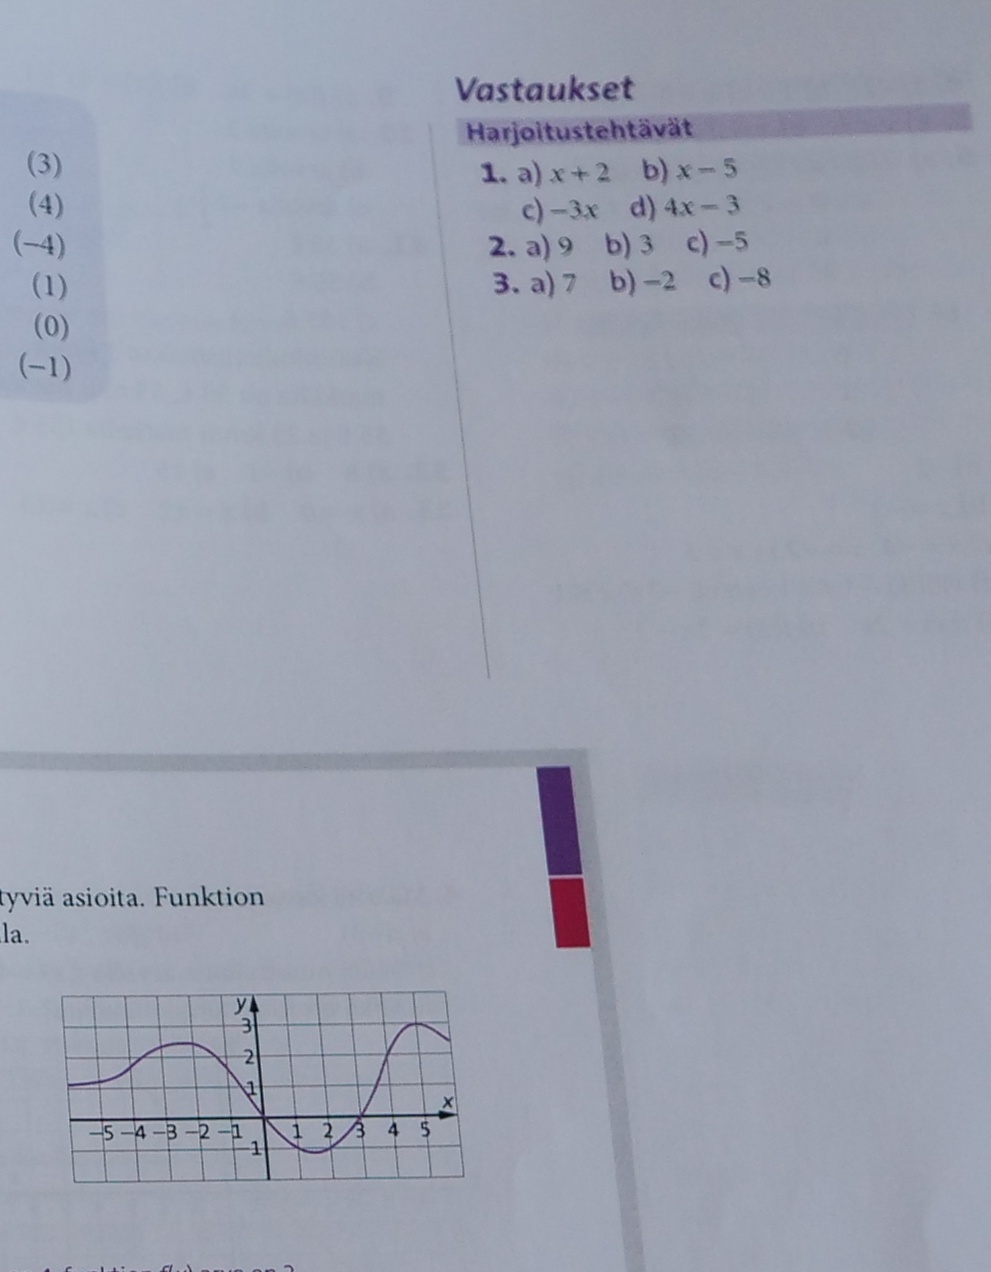 (3)
(4)
(−4)
(1)
(0)
(−1)
Vastaukset
Harjoitustehtävät
1. a) x + 2 b) x − 5
c) −3x d) 4x − 3
2. a) 9 b) 3 c) −5
3. a) 7 b) −2 c) −8
tyviä asioita. Funktion
la.
y
3
2
1
x
−5 −4 −3 −2 −1 1 2 3 4 5
−1